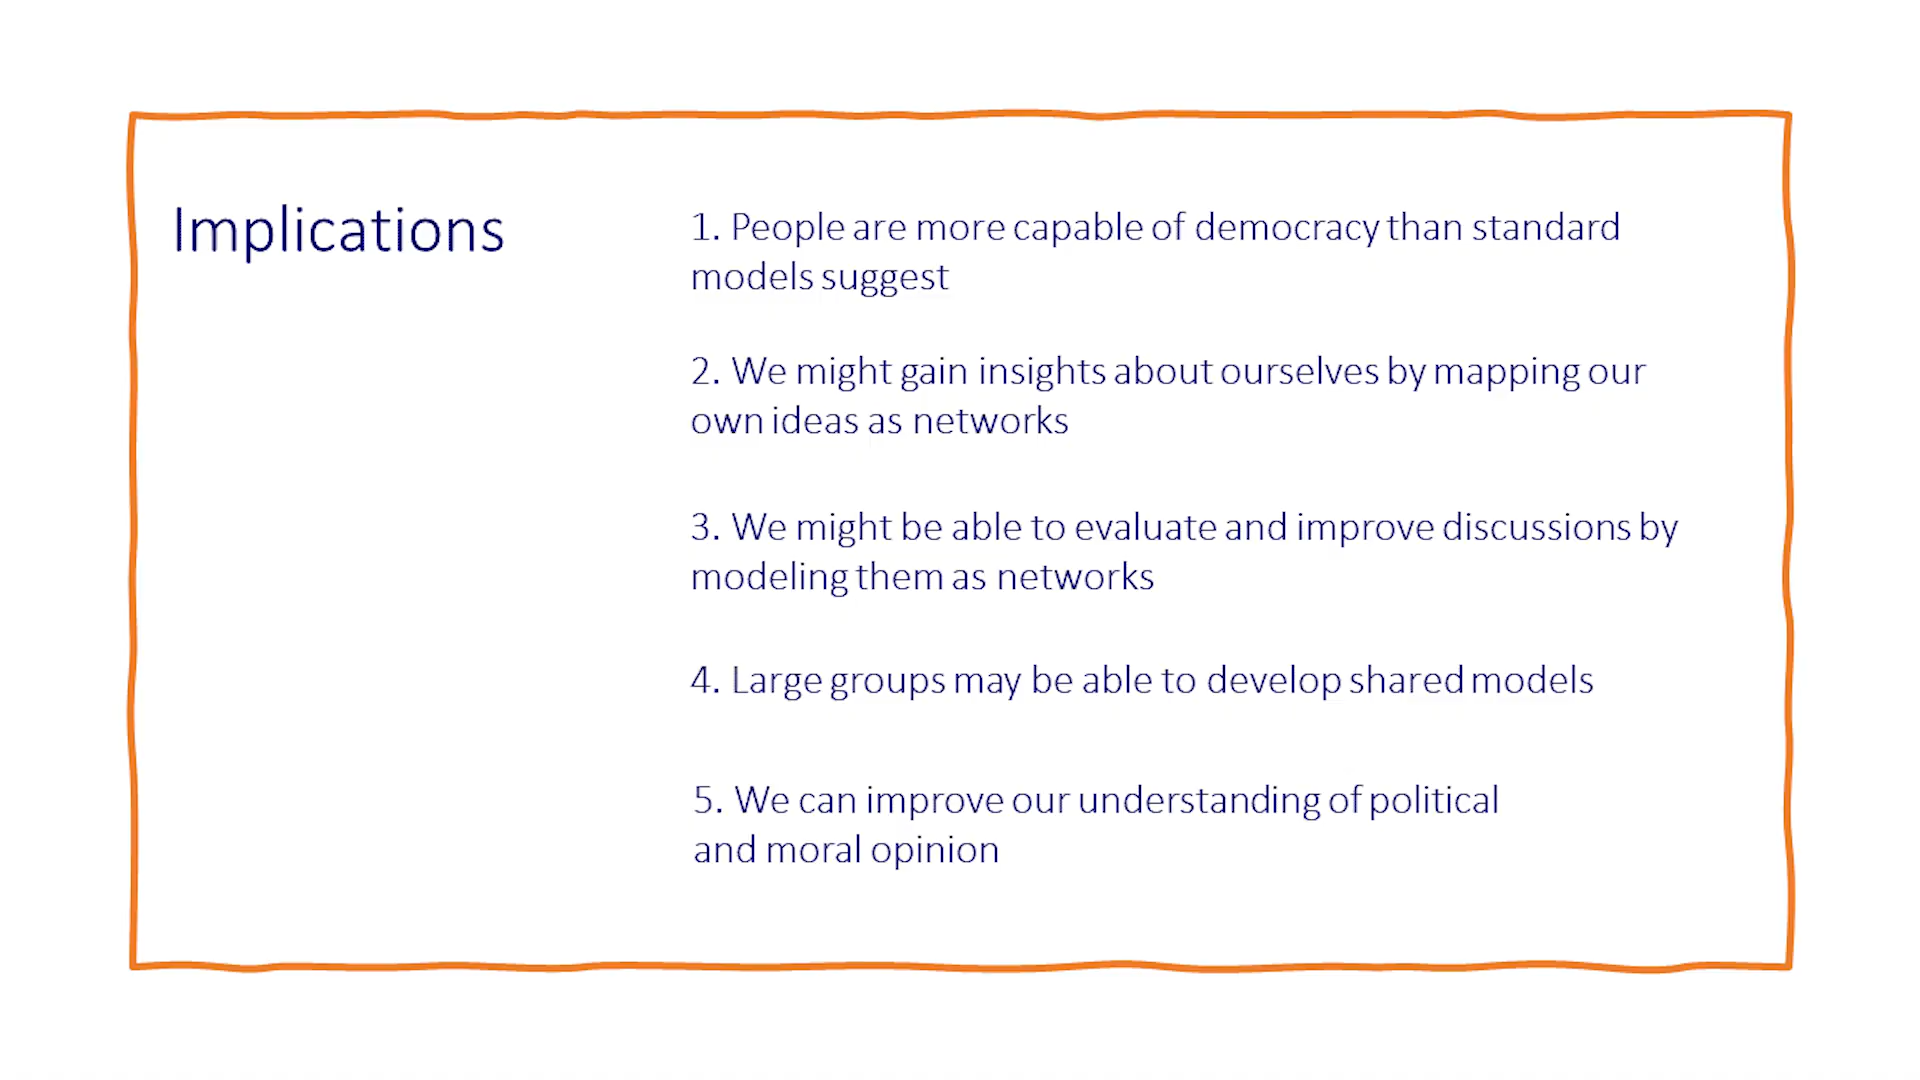 Implications
1. People are more capable of democracy than standard
models suggest
2. We might gain insights about ourselves by mapping our
own ideas as networks
3. We might be able to evaluate and improve discussions by
modeling them as networks
4. Large groups may be able to develop shared models
5. We can improve our understanding of political
and moral opinion